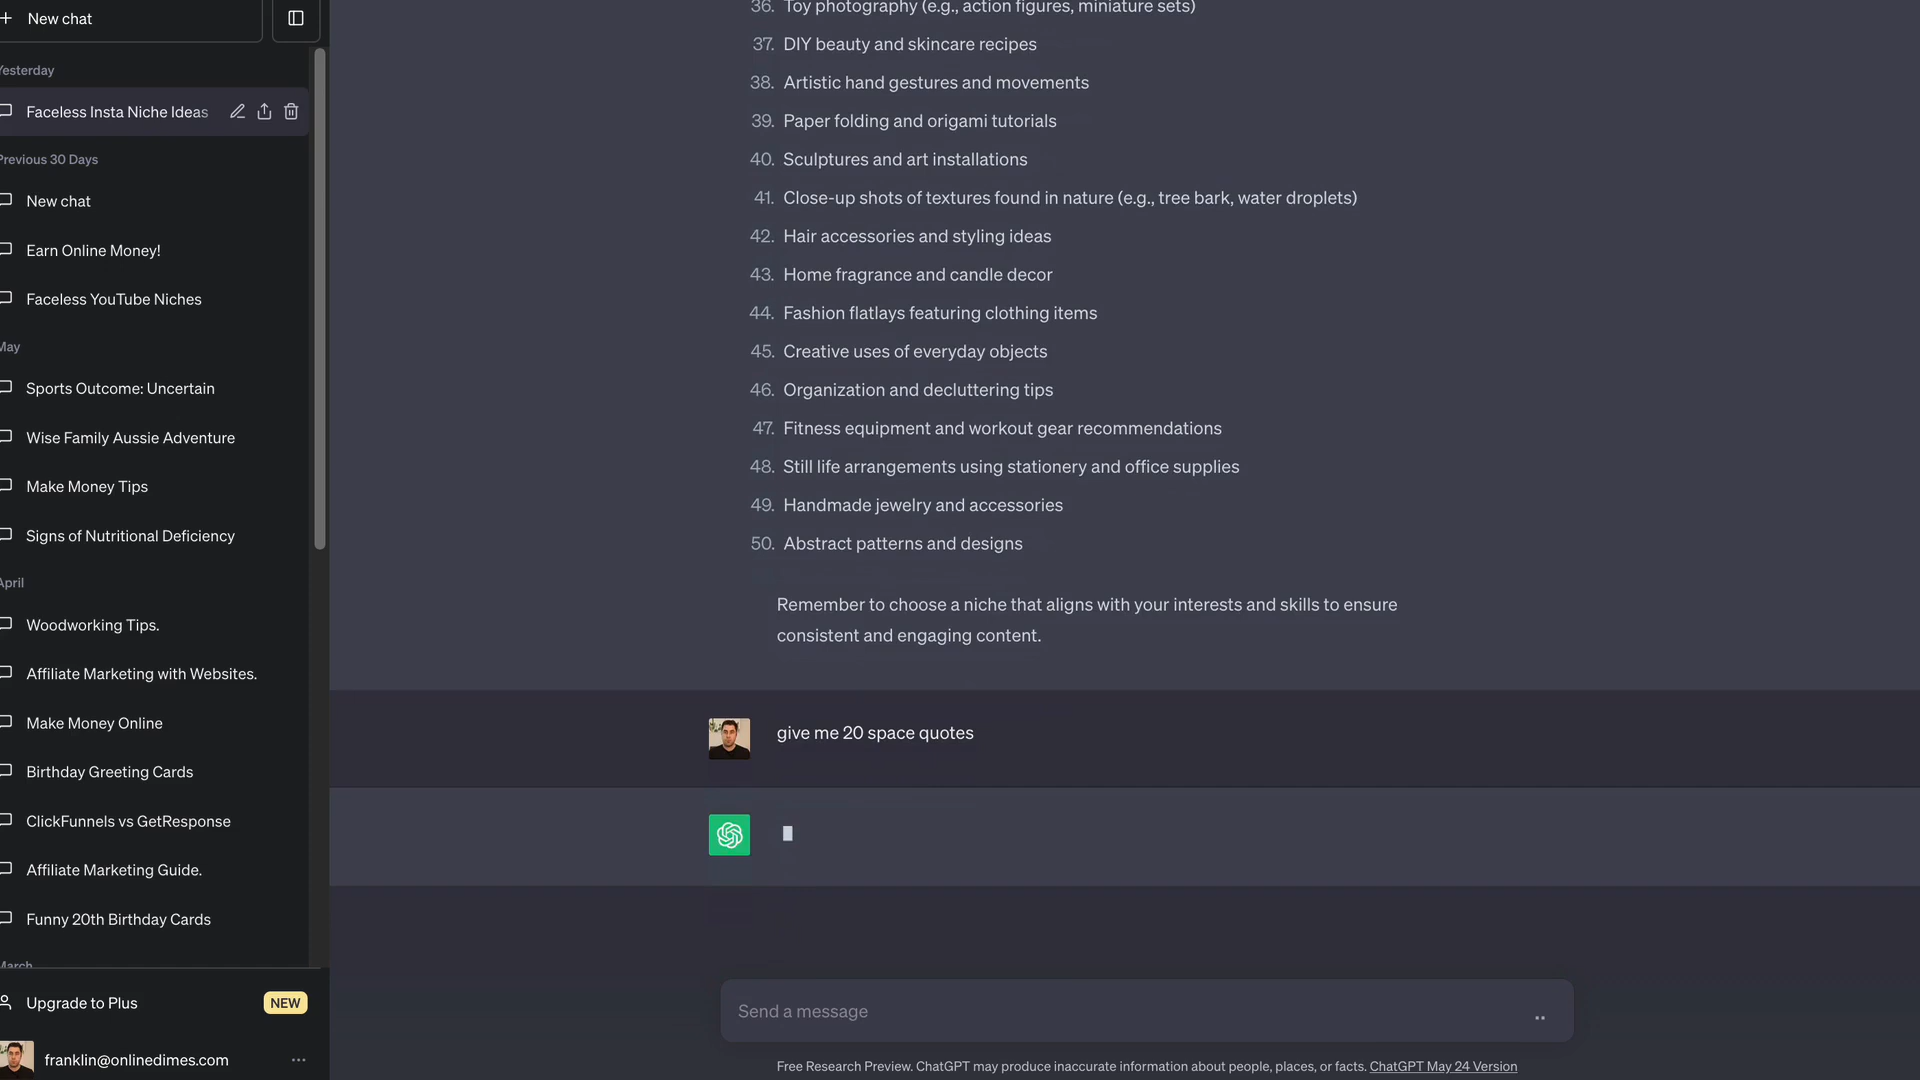 New chat
Yesterday
Faceless Insta Niche Ideas
Previous 30 Days
New chat
Earn Online Money!
Faceless YouTube Niches
May
Sports Outcome: Uncertain
Wise Family Aussie Adventure
Make Money Tips
Signs of Nutritional Deficiency
April
Woodworking Tips.
Affiliate Marketing with Websites.
Make Money Online
Birthday Greeting Cards
ClickFunnels vs GetResponse
Affiliate Marketing Guide.
Funny 20th Birthday Cards
March
Upgrade to Plus NEW
franklin@onlinedimes.com
36. Toy photography (e.g., action figures, miniature sets)
37. DIY beauty and skincare recipes
38. Artistic hand gestures and movements
39. Paper folding and origami tutorials
40. Sculptures and art installations
41. Close-up shots of textures found in nature (e.g., tree bark, water droplets)
42. Hair accessories and styling ideas
43. Home fragrance and candle decor
44. Fashion flatlays featuring clothing items
45. Creative uses of everyday objects
46. Organization and decluttering tips
47. Fitness equipment and workout gear recommendations
48. Still life arrangements using stationery and office supplies
49. Handmade jewelry and accessories
50. Abstract patterns and designs
Remember to choose a niche that aligns with your interests and skills to ensure
consistent and engaging content.
give me 20 space quotes
Send a message
Free Research Preview. ChatGPT may produce inaccurate information about people, places, or facts. ChatGPT May 24 Version